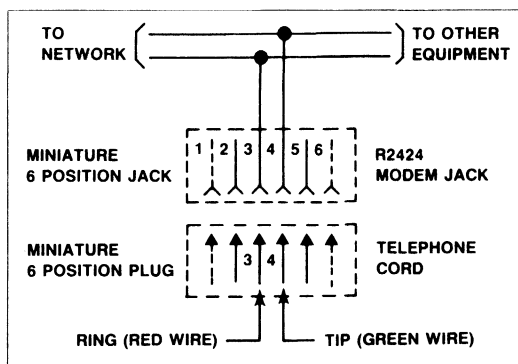 TO
NETWORK
TO OTHER
EQUIPMENT
MINIATURE
6 POSITION JACK
1 2 3 4 5 6
R2424
MODEM JACK
MINIATURE
6 POSITION PLUG
3 4
TELEPHONE
CORD
RING (RED WIRE)
TIP (GREEN WIRE)